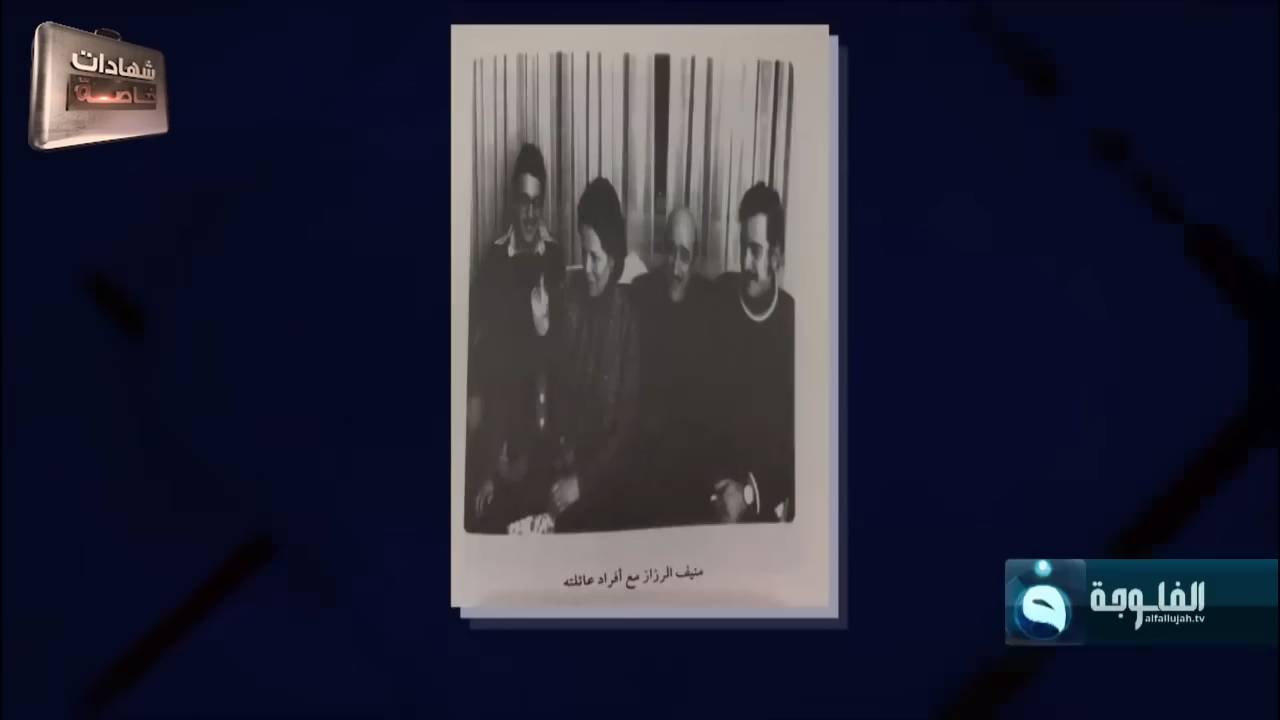 شهادات
خاصة
منيف الرزاز مع أفراد عائلته
الفلوجة
alfallujah.tv